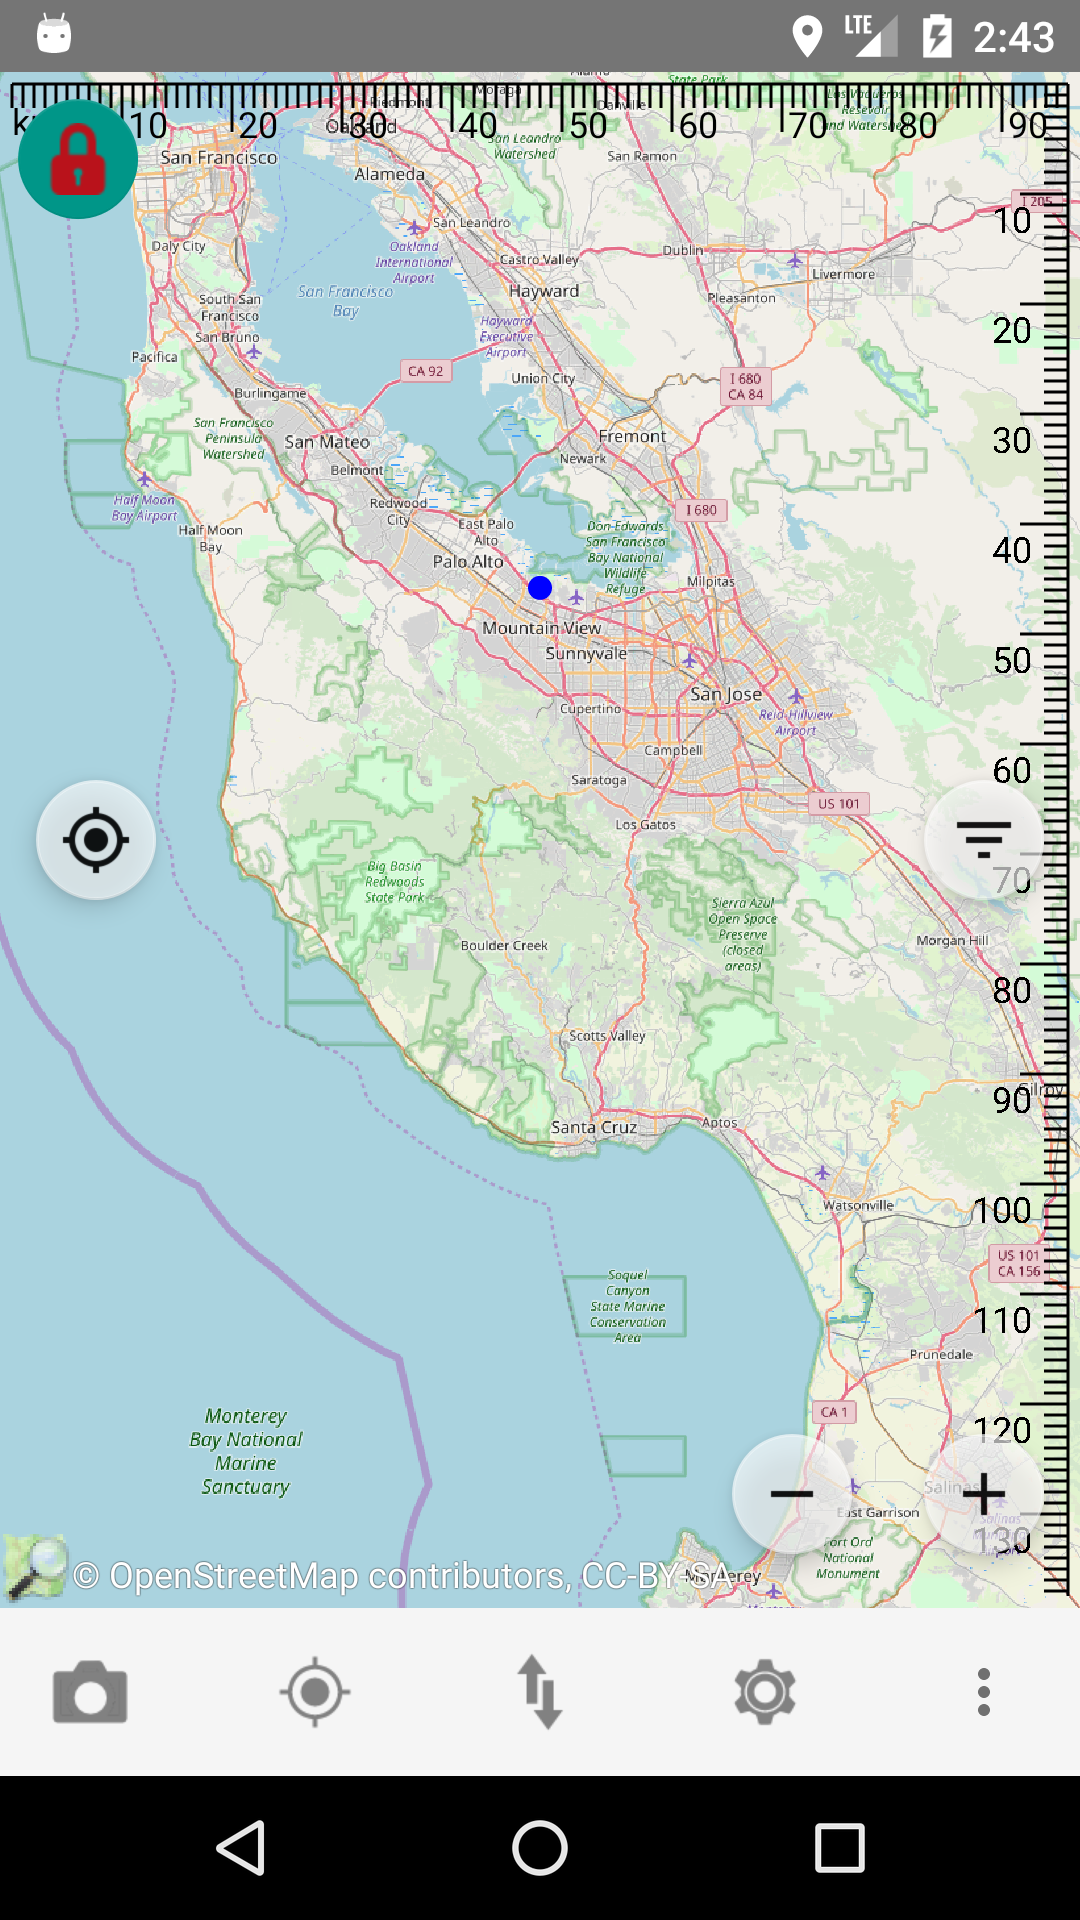 LTE 2:43
Riedmont
Moraga
Danville
State Park
Los Vaqueros
Resevoir
and Watershed
10
20
30
40
50
60
70
80
90
Oakland
San Leandro
Watershed
San Ramon
San Francisco
Alameda
I 205
San Leandro
10
Daly City
Oakland
International
Airport
Castro Valley
Dublin
Livermore
San Francisco
Bay
Hayward
Pleasanton
South San
Francisco
Hayward
Executive
Airport
20
San Bruno
Pacifica
CA 92
Union City
I 680
CA 84
Burlingame
San Francisco
Peninsula
Watershed
San Mateo
Fremont
30
Newark
Belmont
Half Moon
Bay Airport
Redwood
City
I 680
Half Moon
Bay
East Palo
Alto
Don Edwards
San Francisco
Bay National
Wildlife
Refuge
40
Palo Alto
Milpitas
Mountain View
Sunnyvale
50
San Jose
Cupertino
Reid-Hillview
Airport
Campbell
60
Saratoga
US 101
Los Gatos
Big Basin
Redwoods
State Park
70
Sierra Azul
Open Space
Preserve
(closed
areas)
Boulder Creek
Morgan Hill
80
Scotts Valley
Gilroy
90
Santa Cruz
Aptos
Watsonville
100
US 101
CA 156
Soquel
Canyon
State Marine
Conservation
Area
110
Prunedale
Monterey
Bay National
Marine
Sanctuary
CA 1
120
Salinas
East Garrison
Salinas
130
Fort Ord
National
Monument
Monterey
© OpenStreetMap contributors, CC-BY-SA